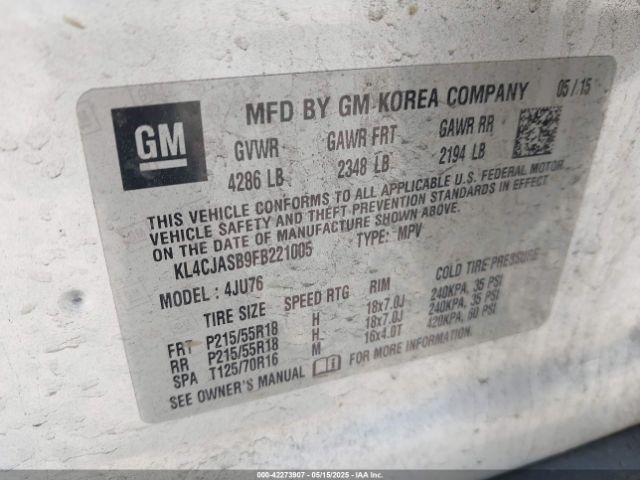 GM
MFD BY GM KOREA COMPANY 05/15
GVWR GAWR FRT GAWR RR
4286 LB 2348 LB 2194 LB
THIS VEHICLE CONFORMS TO ALL APPLICABLE U.S. FEDERAL MOTOR
VEHICLE SAFETY AND THEFT PREVENTION STANDARDS IN EFFECT
ON THE DATE OF MANUFACTURE SHOWN ABOVE.
KL4CJASB9FB221005 TYPE: MPV
MODEL: 4JU76
TIRE SIZE SPEED RTG RIM COLD TIRE PRESSURE
FRT P215/55R18 H 18x7.0J 240KPA, 35 PSI
RR P215/55R18 H 18x7.0J 240KPA, 35 PSI
SPA T125/70R16 M 16x4.0T 420KPA, 60 PSI
SEE OWNER'S MANUAL FOR MORE INFORMATION.
000-42273907 - 05/15/2025 - IAAI.COM